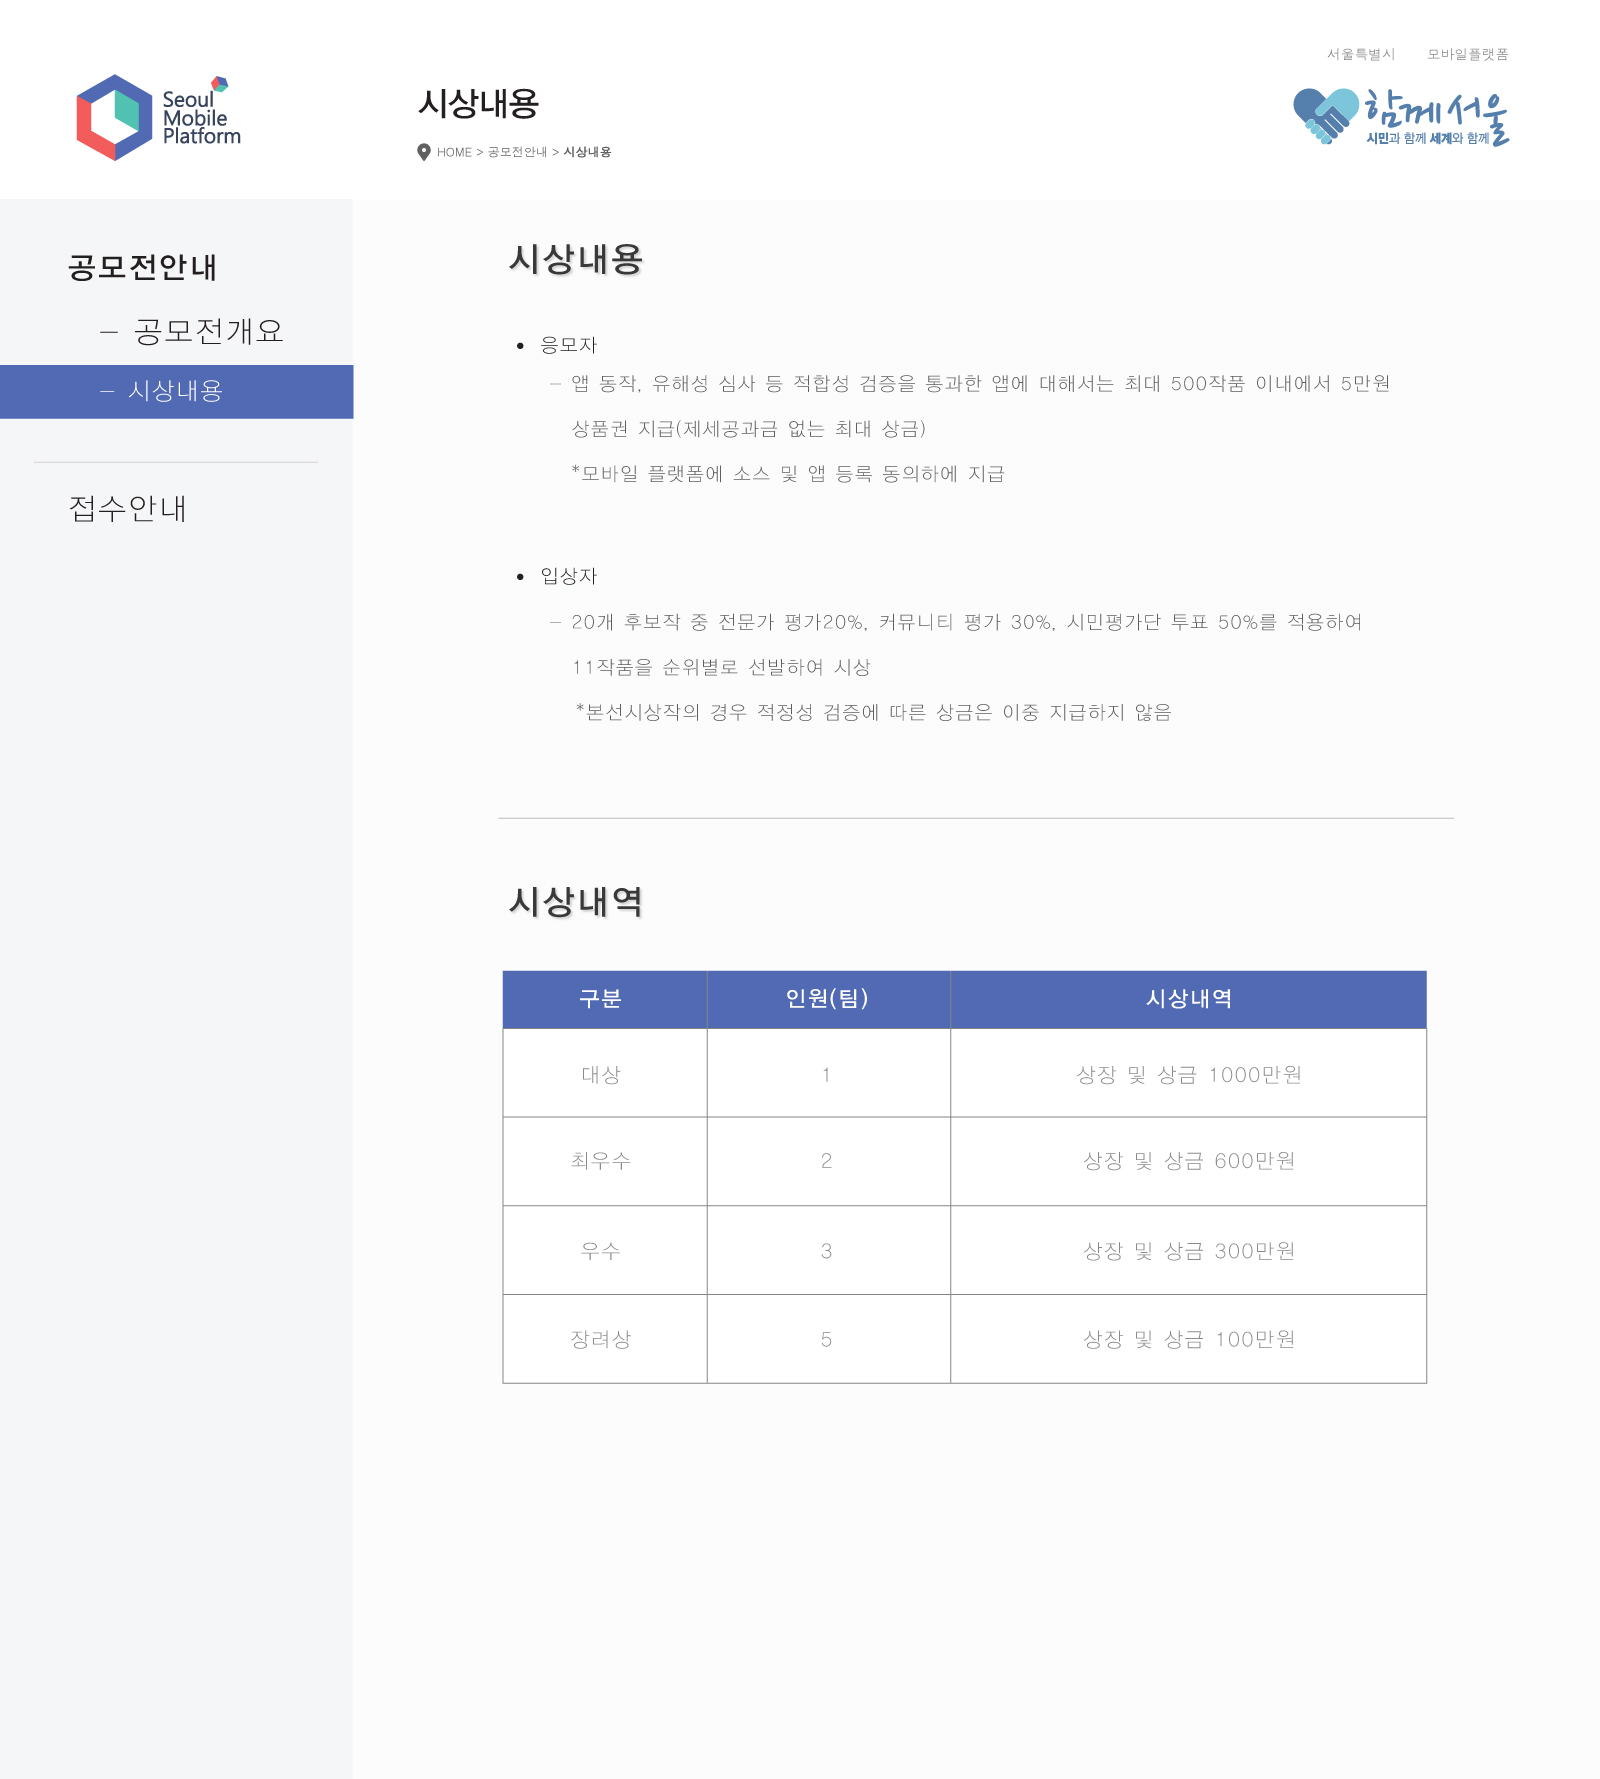 서울특별시 모바일플랫폼
Seoul
Mobile
Platform
시상내용
HOME > 공모전안내 > 시상내용
함께서울
시민과 함께 세계와 함께
공모전안내
– 공모전개요
– 시상내용
접수안내
시상내용
• 응모자
– 앱 동작, 유해성 심사 등 적합성 검증을 통과한 앱에 대해서는 최대 500작품 이내에서 5만원
상품권 지급(제세공과금 없는 최대 상금)
*모바일 플랫폼에 소스 및 앱 등록 동의하에 지급
• 입상자
– 20개 후보작 중 전문가 평가20%, 커뮤니티 평가 30%, 시민평가단 투표 50%를 적용하여
11작품을 순위별로 선발하여 시상
*본선시상작의 경우 적정성 검증에 따른 상금은 이중 지급하지 않음
시상내역
구분 인원(팀) 시상내역
대상 1 상장 및 상금 1000만원
최우수 2 상장 및 상금 600만원
우수 3 상장 및 상금 300만원
장려상 5 상장 및 상금 100만원